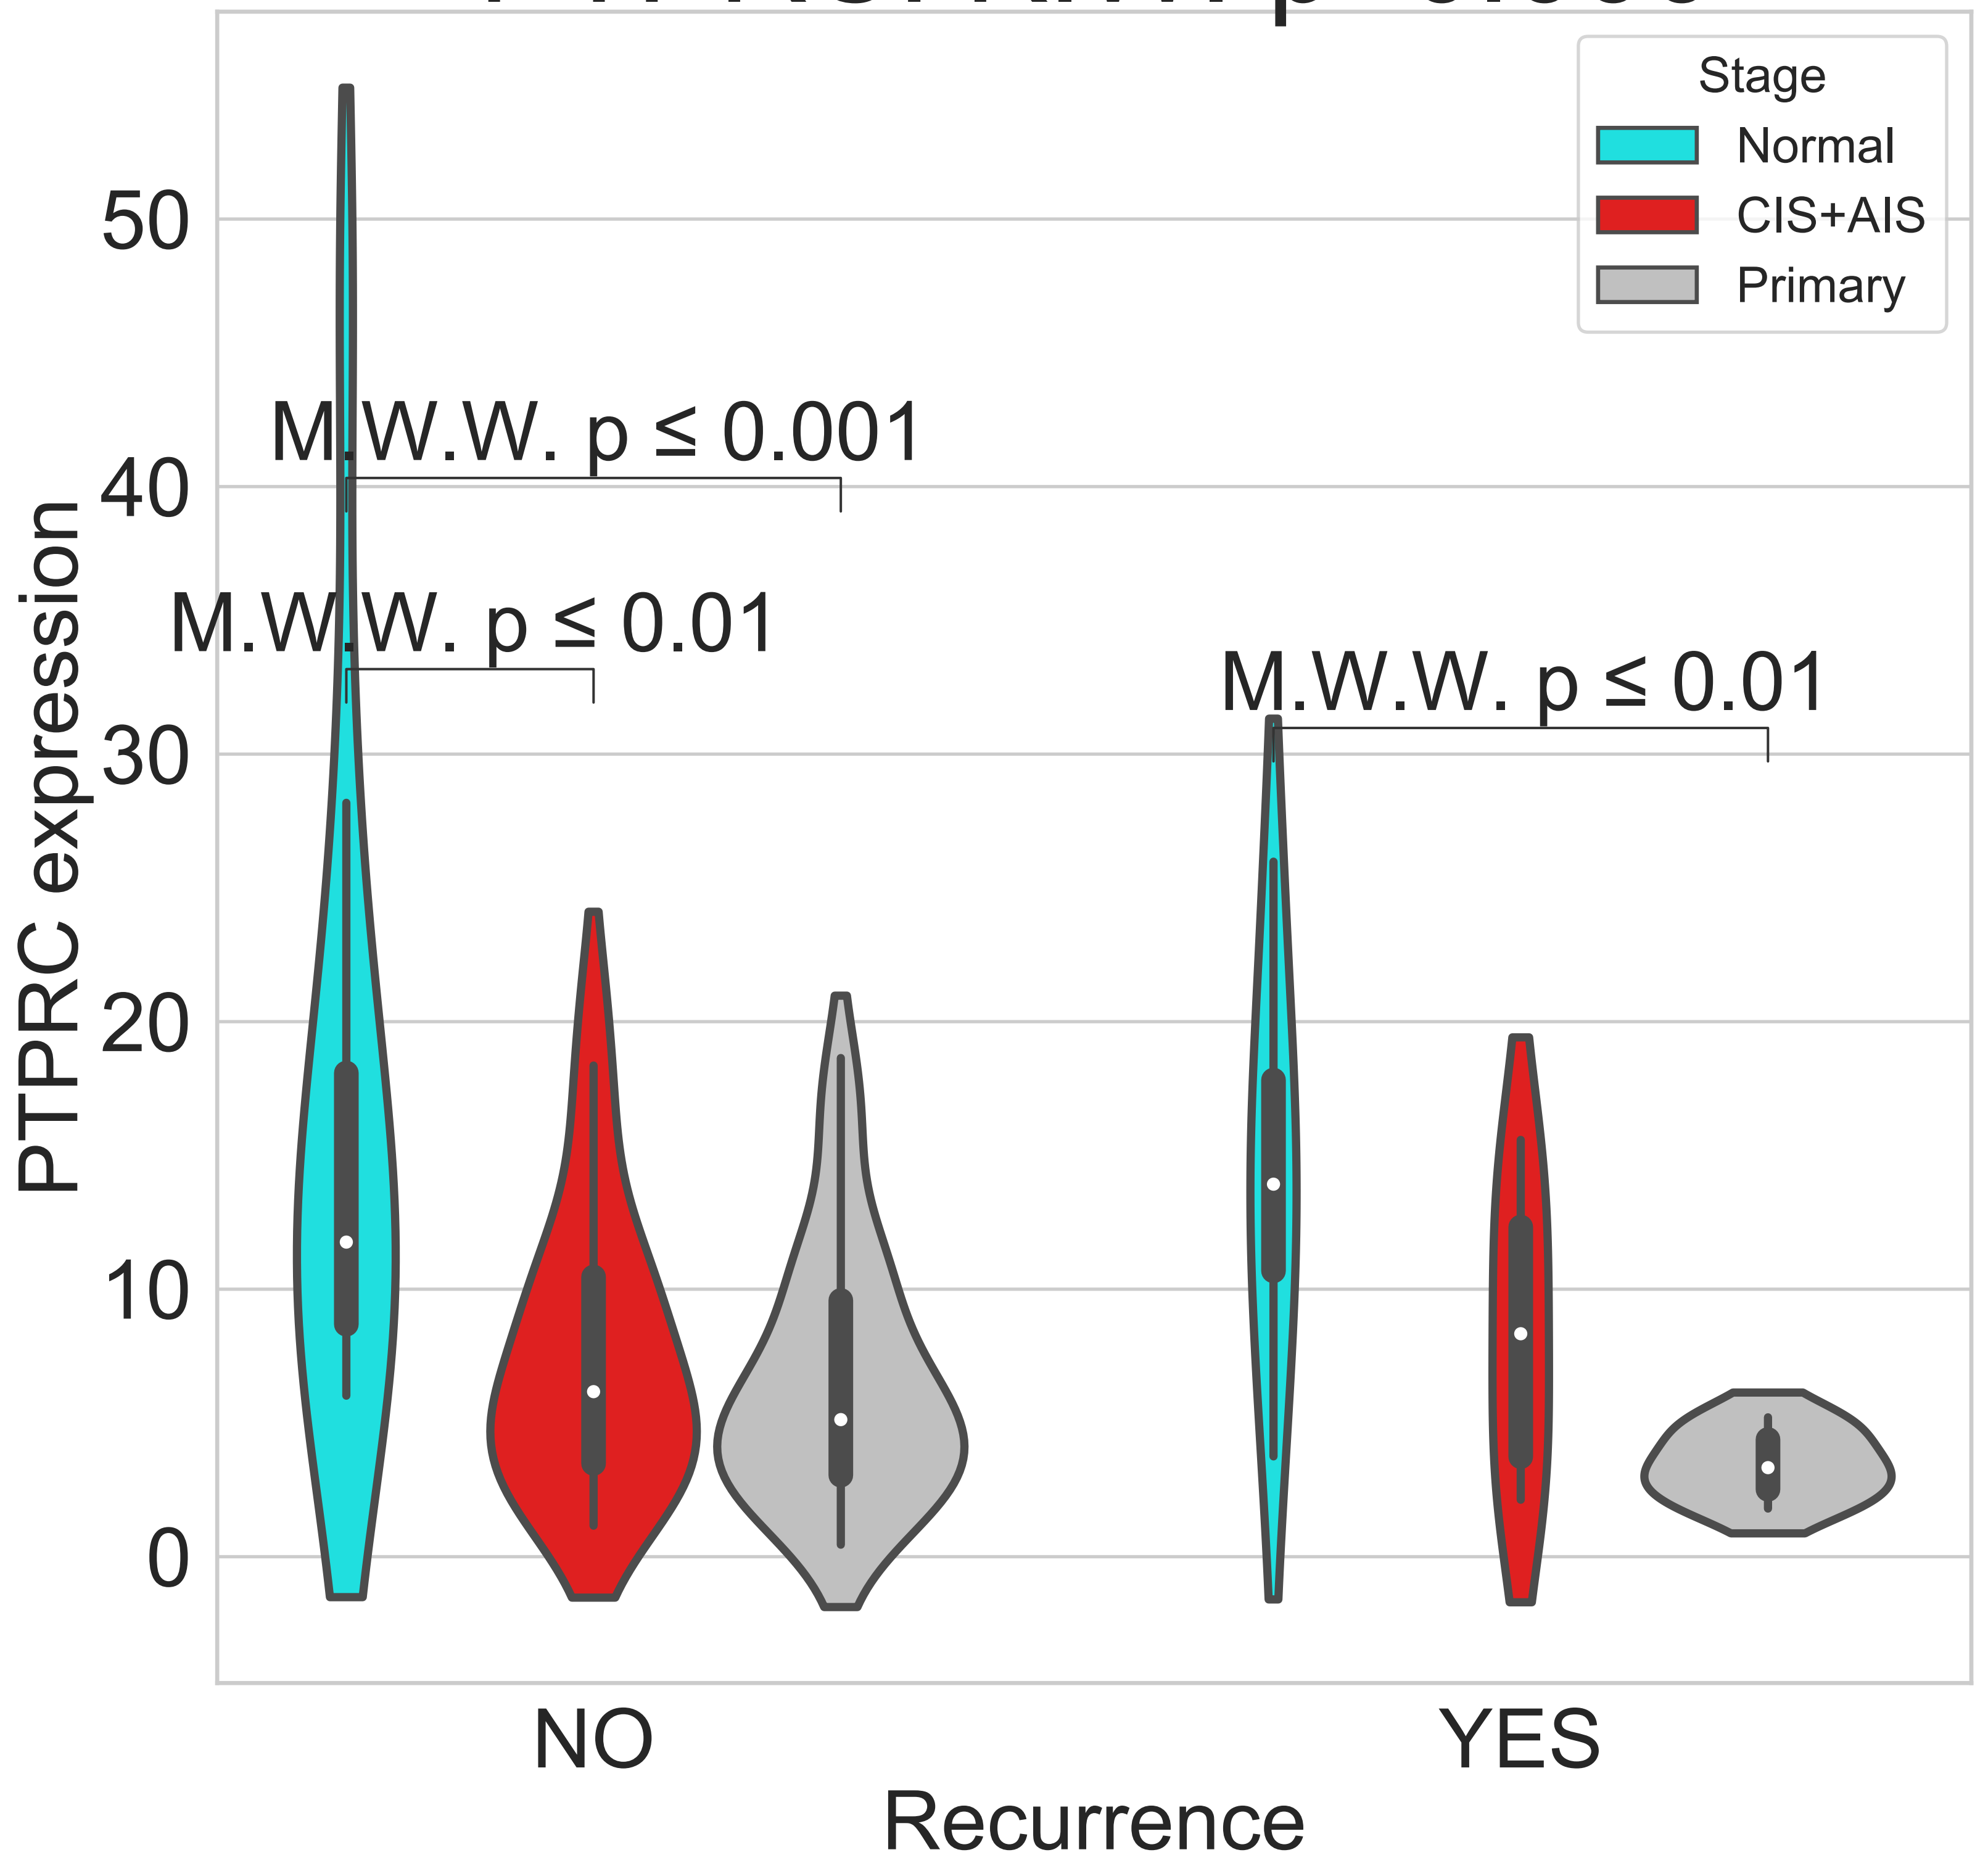 Stage
Normal
CIS+AIS
Primary
50
40
30
20
10
0
PTPRC expression
M.W.W. p ≤ 0.001
M.W.W. p ≤ 0.01
M.W.W. p ≤ 0.01
NO
YES
Recurrence